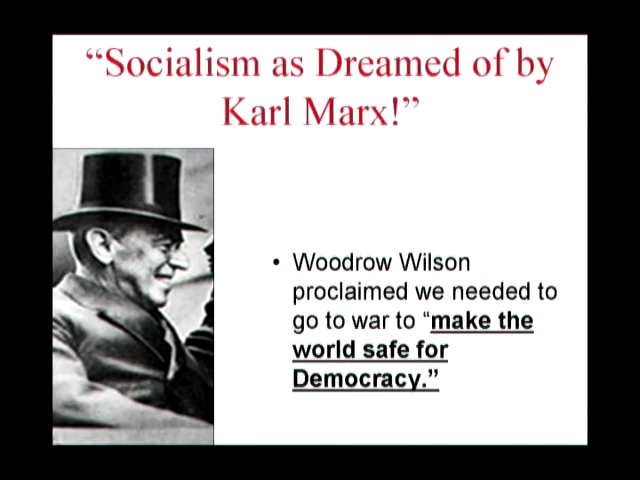 “Socialism as Dreamed of by
Karl Marx!”
• Woodrow Wilson
proclaimed we needed to
go to war to “make the
world safe for
Democracy.”